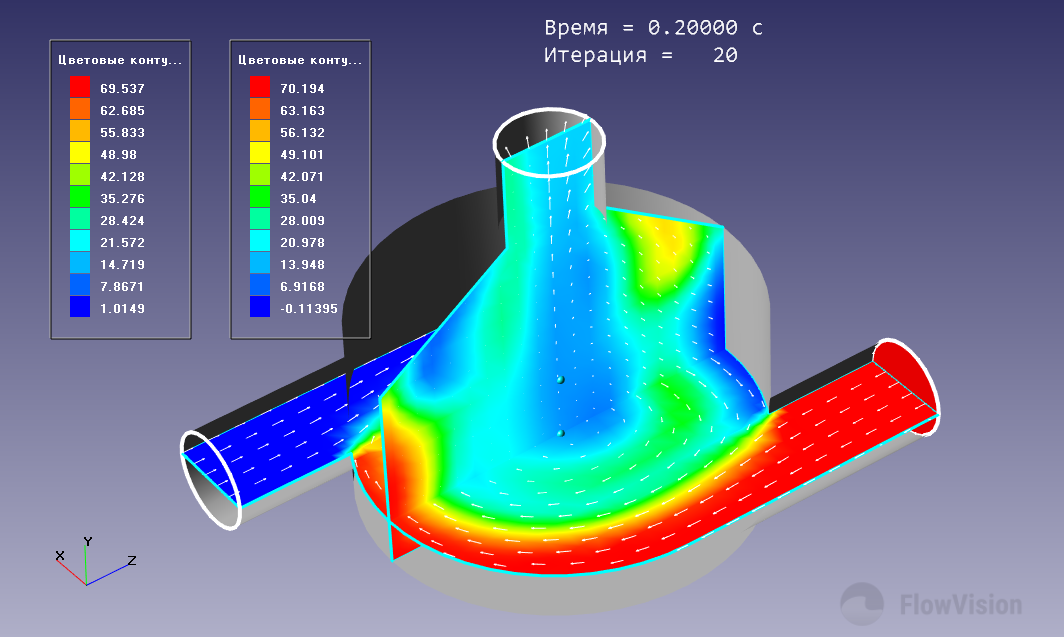 Время = 0.20000 с
Итерация = 20
Цветовые конту...
69.537
62.685
55.833
48.98
42.128
35.276
28.424
21.572
14.719
7.8671
1.0149
Цветовые конту...
70.194
63.163
56.132
49.101
42.071
35.04
28.009
20.978
13.948
6.9168
-0.11395
Y
X
Z
FlowVision